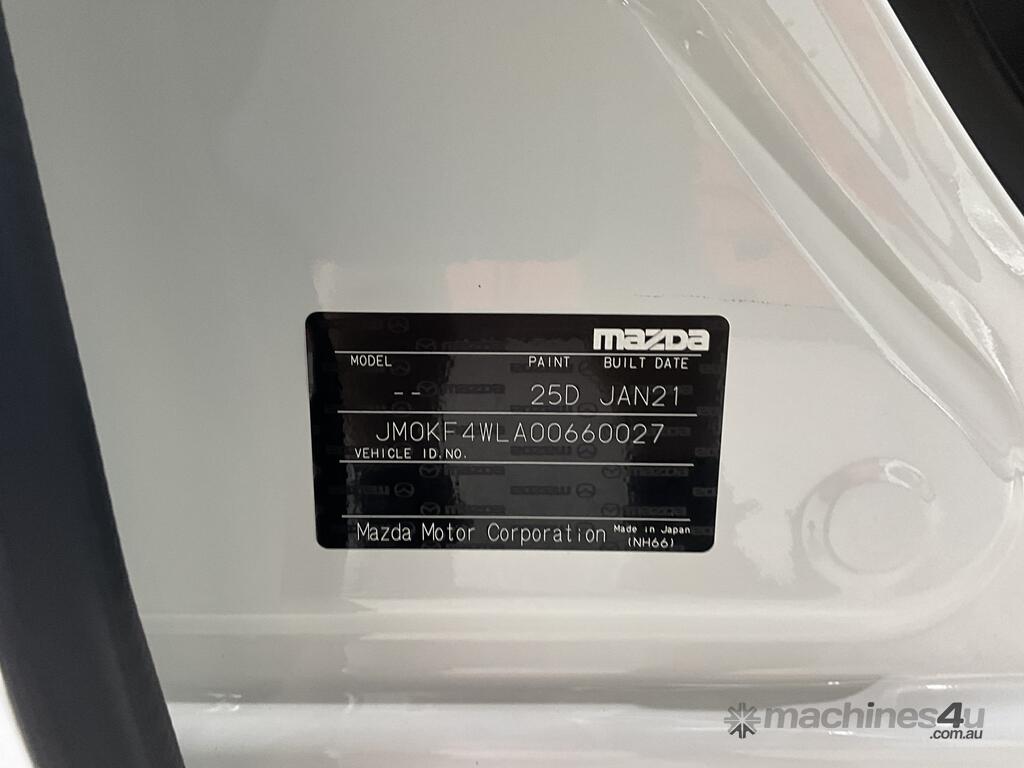 mazda
MODEL PAINT BUILT DATE
-- 25D JAN21
JM0KF4WLA00660027
VEHICLE ID.NO.
Mazda Motor Corporation Made in Japan
(NH66)
machines4u
.com.au